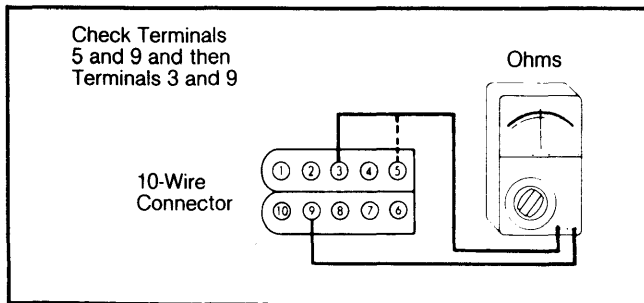 Check Terminals
5 and 9 and then
Terminals 3 and 9
Ohms
1 2 3 4 5
10-Wire
Connector
10 9 8 7 6